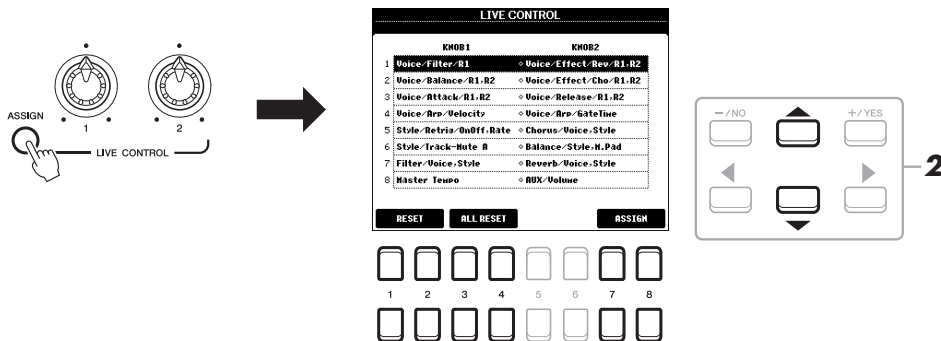 ASSIGN
1
2
LIVE CONTROL
LIVE CONTROL
KNOB1 KNOB2
1 Voice/Filter/R1 Voice/Effect/Rev/R1,R2
2 Voice/Balance/R1,R2 Voice/Effect/Cho/R1,R2
3 Voice/Attack/R1,R2 Voice/Release/R1,R2
4 Voice/Arp/Velocity Voice/Arp/GateTime
5 Style/Retrig/OnOff,Rate Chorus/Voice,Style
6 Style/Track-Mute A Balance/Style,M.Pad
7 Filter/Voice,Style Reverb/Voice,Style
8 Master Tempo AUX/Volume
RESET ALL RESET ASSIGN
1 2 3 4 5 6 7 8
−/NO +/YES
2